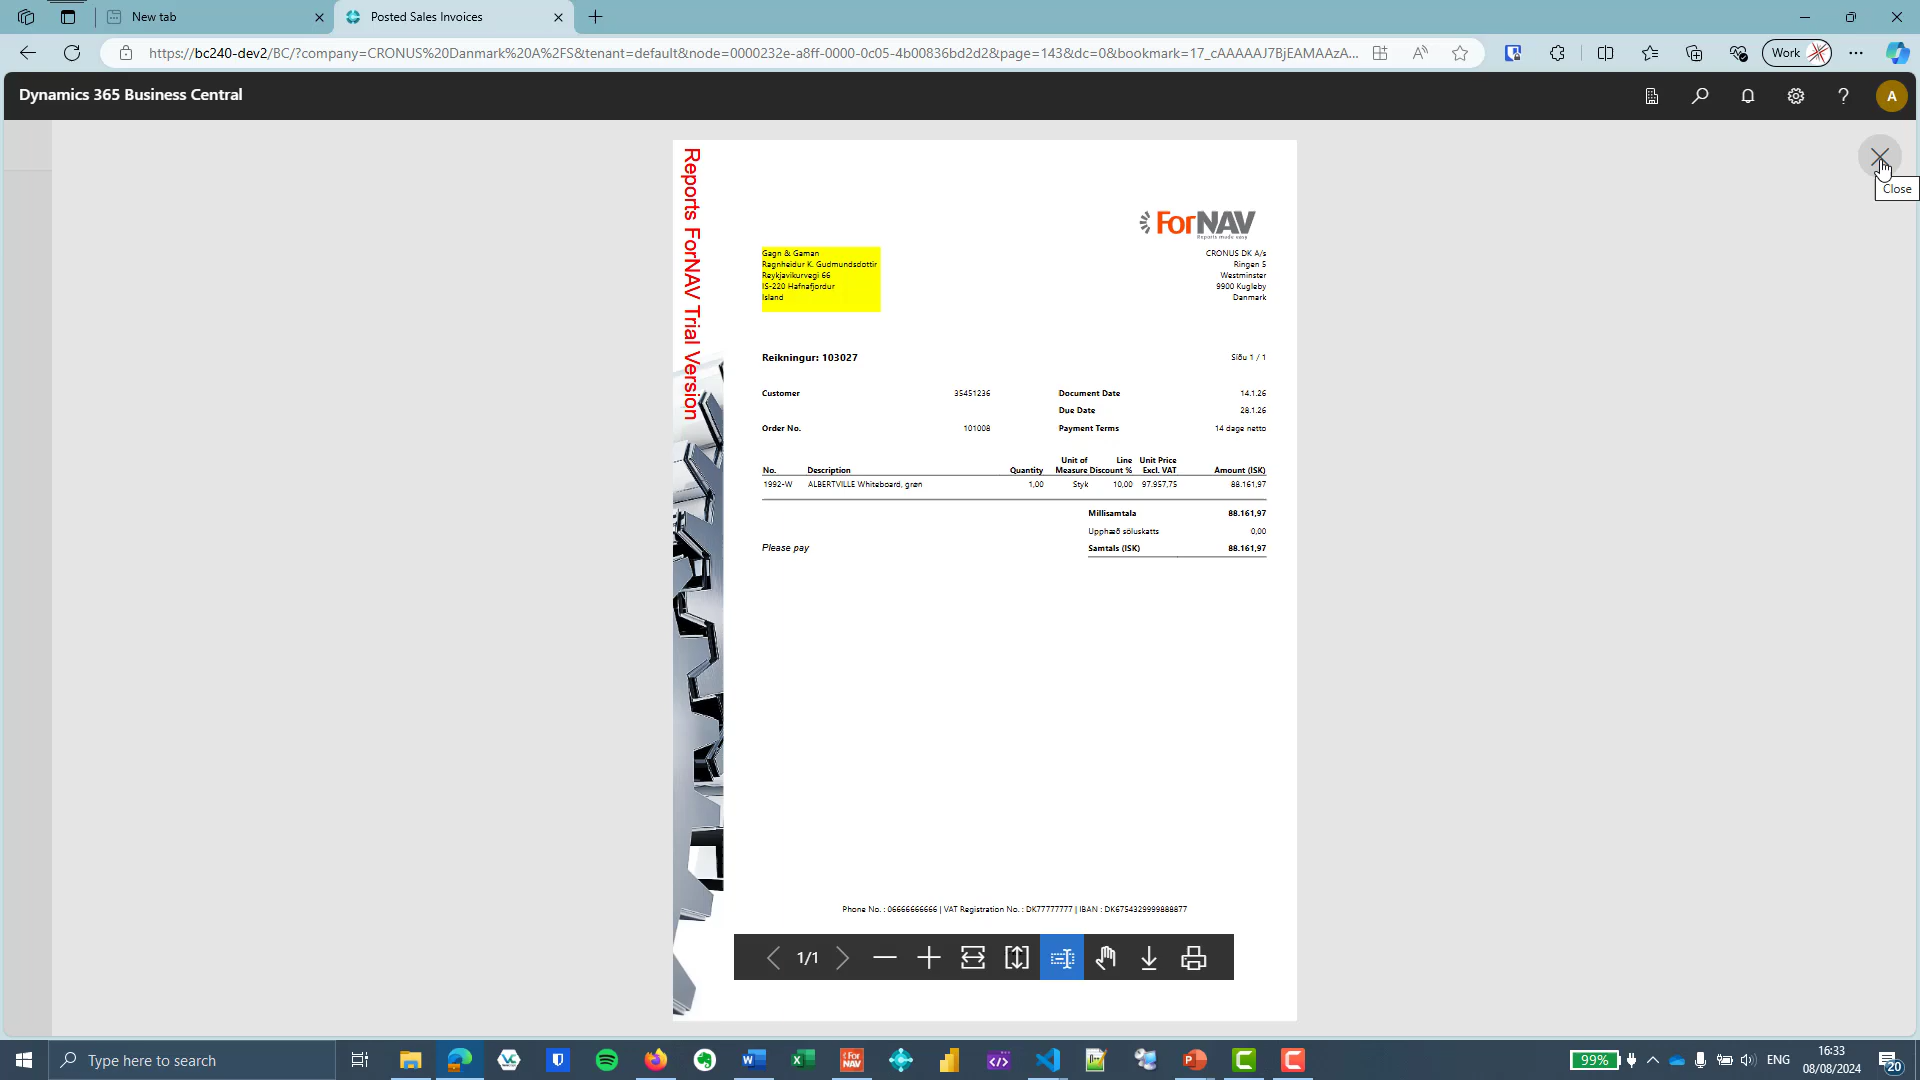 New tab
Posted Sales Invoices
https://bc240-dev2/BC/?company=CRONUS%20Danmark%20A%2FS&tenant=default&node=0000232e-a8ff-0000-0c05-4b00836bd2d2&page=143&dc=0&bookmark=17_cAAAAAJ7BjEAMAAzA...
Work
Dynamics 365 Business Central
A
Close
Reports ForNAV Trial Version
ForNAV
Reports made easy
Gagn & Gaman
Ragnheidur K. Gudmundsdottir
Reykjavikurvegi 66
IS-220 Hafnafjordur
Island
CRONUS DK A/s
Ringen 5
Westminster
9900 Kugleby
Danmark
Reikningur: 103027
Síðu 1 / 1
Customer 35451236 Document Date 14.1.26
Due Date 28.1.26
Order No. 101008 Payment Terms 14 dage netto
No. Description Quantity Unit of Measure Line Discount % Unit Price Excl. VAT Amount (ISK)
1992-W ALBERTVILLE Whiteboard, grøn 1,00 Styk 10,00 97.957,75 88.161,97
Millisamtala 88.161,97
Upphæð söluskatts 0,00
Please pay Samtals (ISK) 88.161,97
Phone No. : 06666666666 | VAT Registration No. : DK77777777 | IBAN : DK6754329999888877
1/1
Type here to search
99%
ENG
16:33
08/08/2024
20